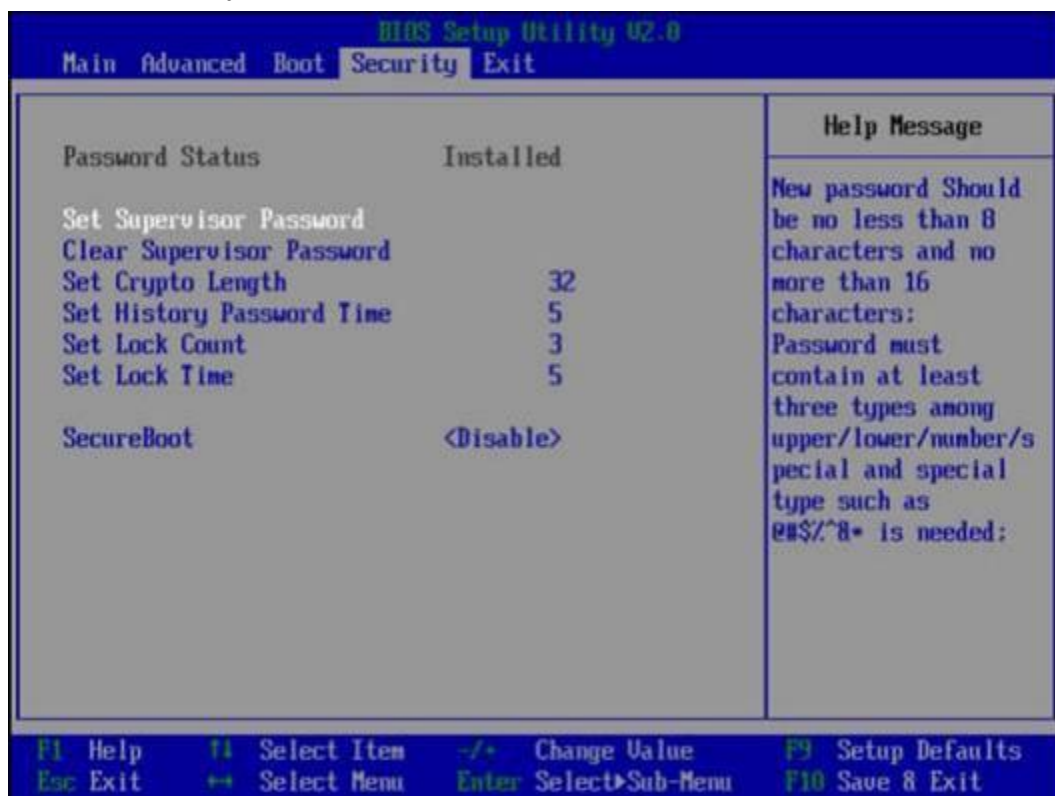 BIOS Setup Utility V2.0
Main Advanced Boot Security Exit
Password Status Installed
Set Supervisor Password
Clear Supervisor Password
Set Crypto Length 32
Set History Password Time 5
Set Lock Count 3
Set Lock Time 5
SecureBoot <Disable>
Help Message
New password Should
be no less than 8
characters and no
more than 16
characters;
Password must
contain at least
three types among
upper/lower/number/s
pecial and special
type such as
@#$%^&* is needed;
F1 Help ↑↓ Select Item -/+ Change Value F9 Setup Defaults
Esc Exit ↔ Select Menu Enter Select▶Sub-Menu F10 Save & Exit